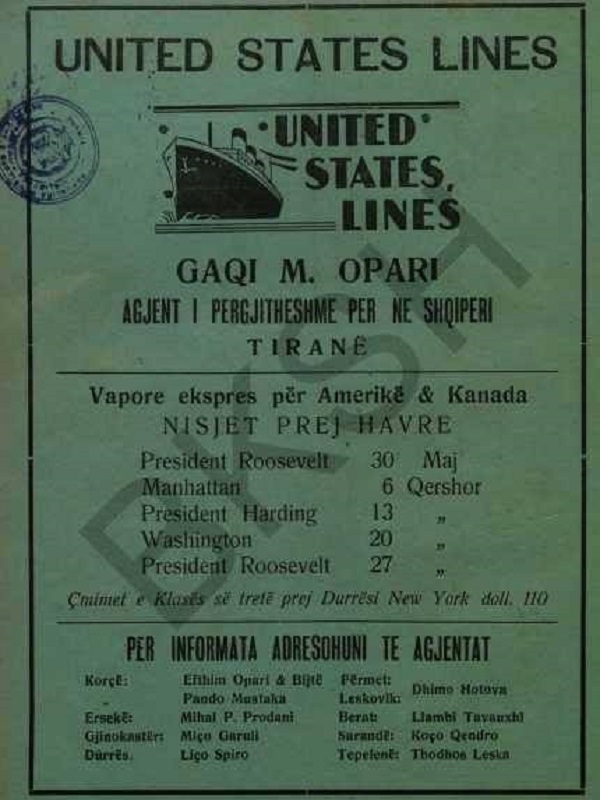 UNITED STATES LINES
UNITED
STATES
LINES
GAQI M. OPARI
AGJENT I PERGJITHESHME PER NE SHQIPERI
TIRANË
Vapore ekspres për Amerikë & Kanada
NISJET PREJ HAVRE
President Roosevelt 30 Maj
Manhattan 6 Qershor
President Harding 13 „
Washington 20 „
President Roosevelt 27 „
Çmimet e Klasës së tretë prej Durrësi New York doll. 110
PËR INFORMATA ADRESOHUNI TE AGJENTAT
Korçë: Efthim Opari & Bijtë Përmet: Dhimo Hotova
„ Pando Mustaka Leskovik:
Ersekë: Mihal P. Prodani Berat: Llambi Tavauxhi
Gjinokastër: Miço Garuli Sarandë: Koço Qendro
Durrës. Liço Spiro Tepelenë: Thodhos Leska
BKSH